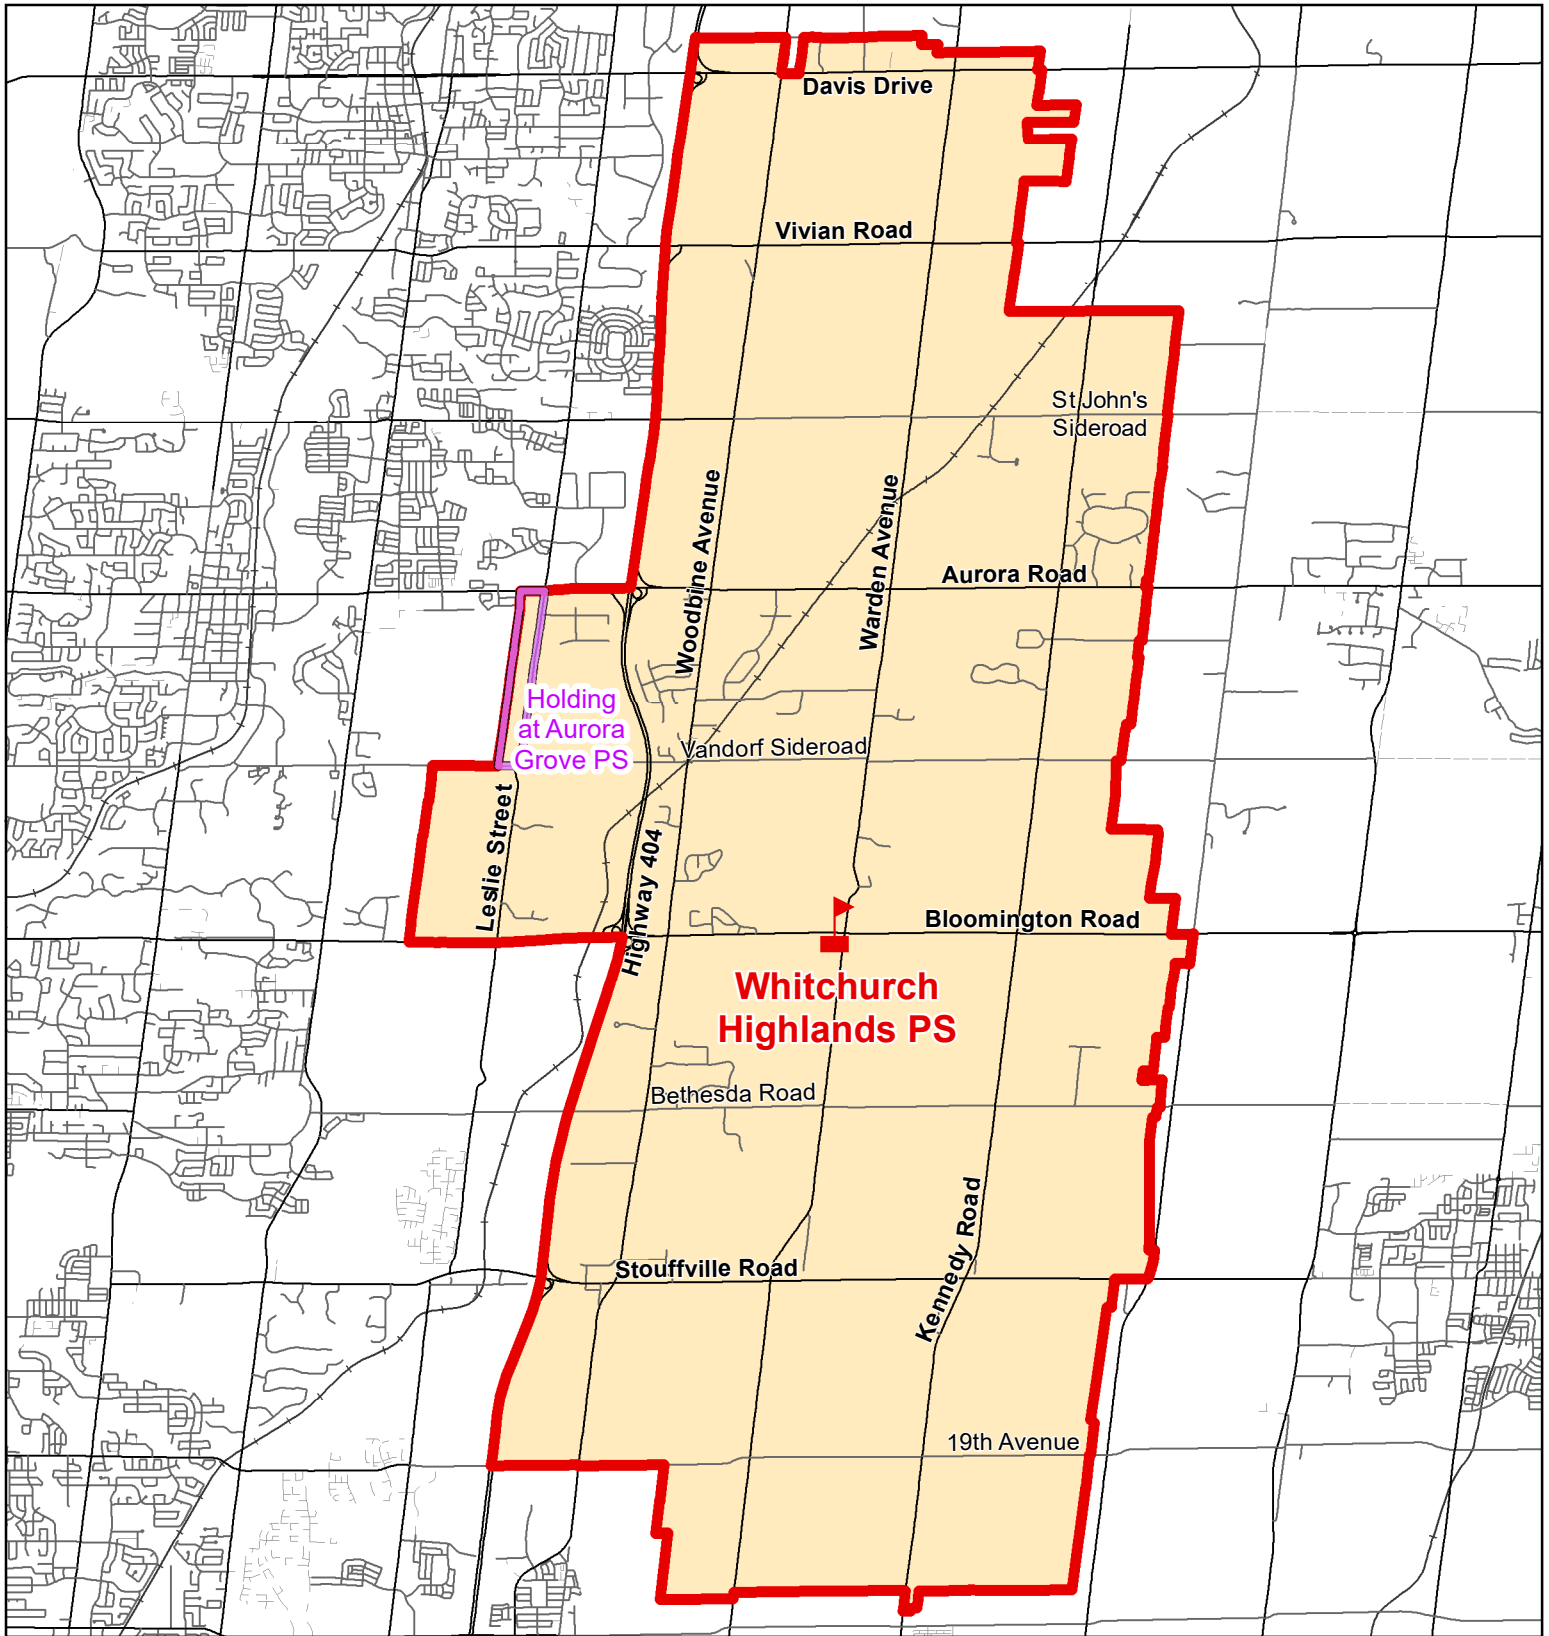 Davis Drive
Vivian Road
St John's
Sideroad
Woodbine Avenue
Warden Avenue
Aurora Road
Holding
at Aurora
Grove PS
Vandorf Sideroad
Leslie Street
Highway 404
Bloomington Road
Whitchurch
Highlands PS
Bethesda Road
Kennedy Road
Stouffville Road
19th Avenue